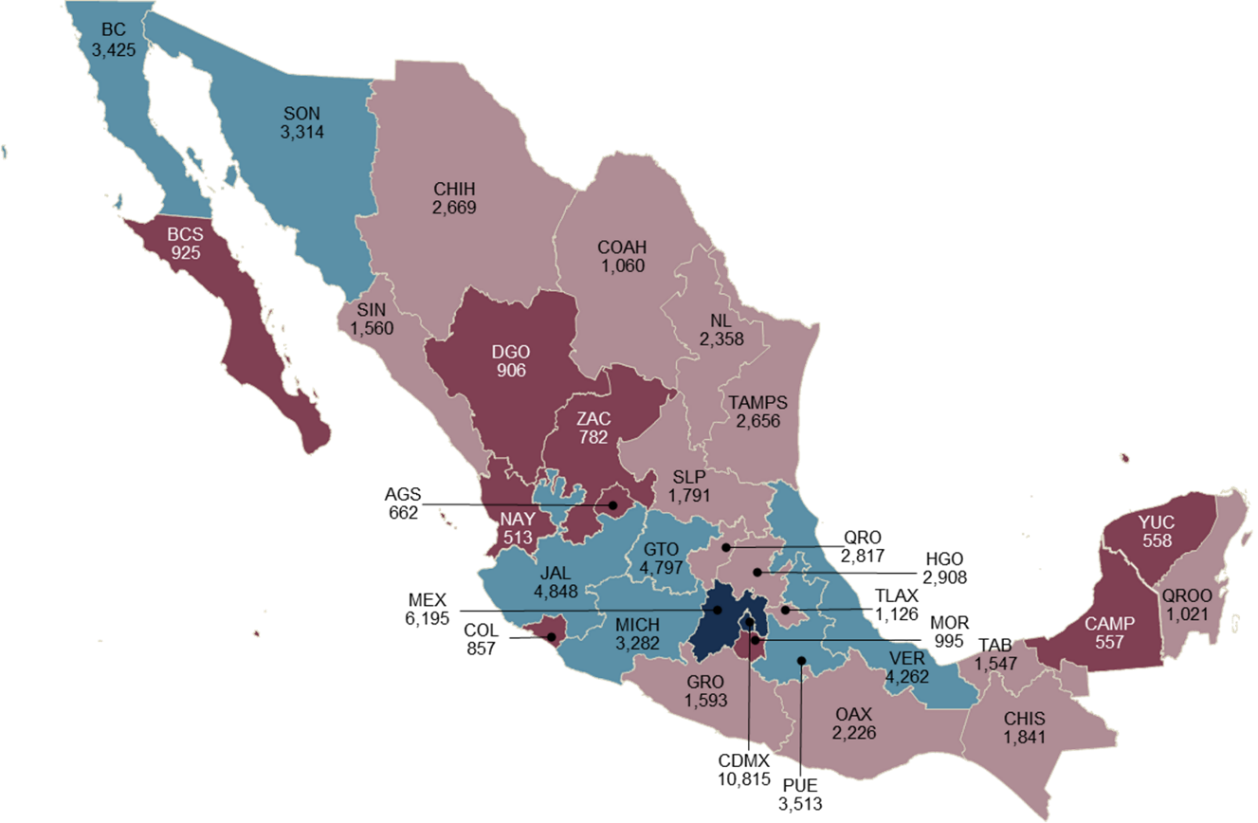 BC
3,425
SON
3,314
CHIH
2,669
BCS
925
COAH
1,060
SIN
1,560
NL
2,358
DGO
906
TAMPS
2,656
ZAC
782
SLP
1,791
AGS
662
NAY
513
QRO
2,817
YUC
558
GTO
4,797
HGO
2,908
JAL
4,848
TLAX
1,126
QROO
1,021
MEX
6,195
MICH
3,282
MOR
995
CAMP
557
COL
857
TAB
1,547
VER
4,262
GRO
1,593
OAX
2,226
CHIS
1,841
CDMX
10,815
PUE
3,513